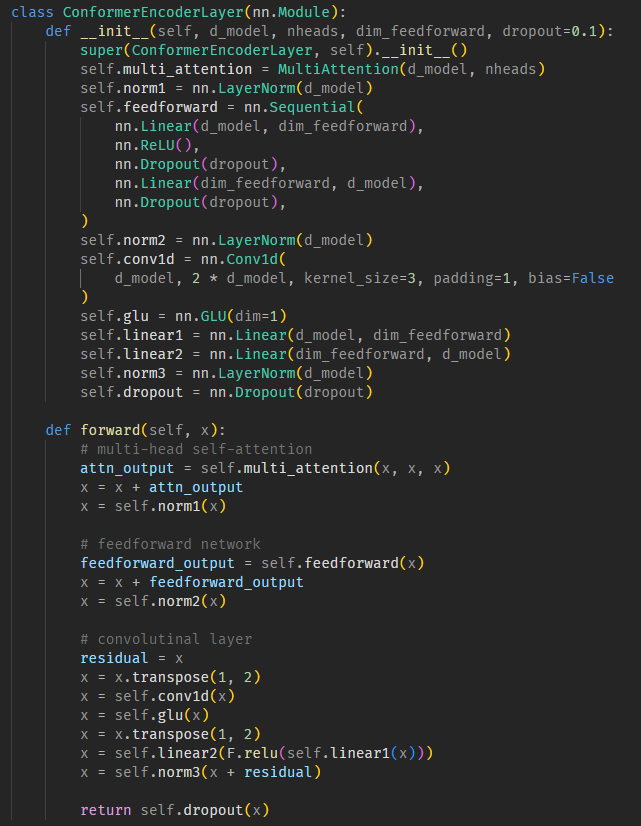 class ConformerEncoderLayer(nn.Module):
    def __init__(self, d_model, nheads, dim_feedforward, dropout=0.1):
        super(ConformerEncoderLayer, self).__init__()
        self.multi_attention = MultiAttention(d_model, nheads)
        self.norm1 = nn.LayerNorm(d_model)
        self.feedforward = nn.Sequential(
            nn.Linear(d_model, dim_feedforward),
            nn.ReLU(),
            nn.Dropout(dropout),
            nn.Linear(dim_feedforward, d_model),
            nn.Dropout(dropout),
        )
        self.norm2 = nn.LayerNorm(d_model)
        self.conv1d = nn.Conv1d(
            d_model, 2 * d_model, kernel_size=3, padding=1, bias=False
        )
        self.glu = nn.GLU(dim=1)
        self.linear1 = nn.Linear(d_model, dim_feedforward)
        self.linear2 = nn.Linear(dim_feedforward, d_model)
        self.norm3 = nn.LayerNorm(d_model)
        self.dropout = nn.Dropout(dropout)

    def forward(self, x):
        # multi-head self-attention
        attn_output = self.multi_attention(x, x, x)
        x = x + attn_output
        x = self.norm1(x)

        # feedforward network
        feedforward_output = self.feedforward(x)
        x = x + feedforward_output
        x = self.norm2(x)

        # convolutinal layer
        residual = x
        x = x.transpose(1, 2)
        x = self.conv1d(x)
        x = self.glu(x)
        x = x.transpose(1, 2)
        x = self.linear2(F.relu(self.linear1(x)))
        x = self.norm3(x + residual)

        return self.dropout(x)